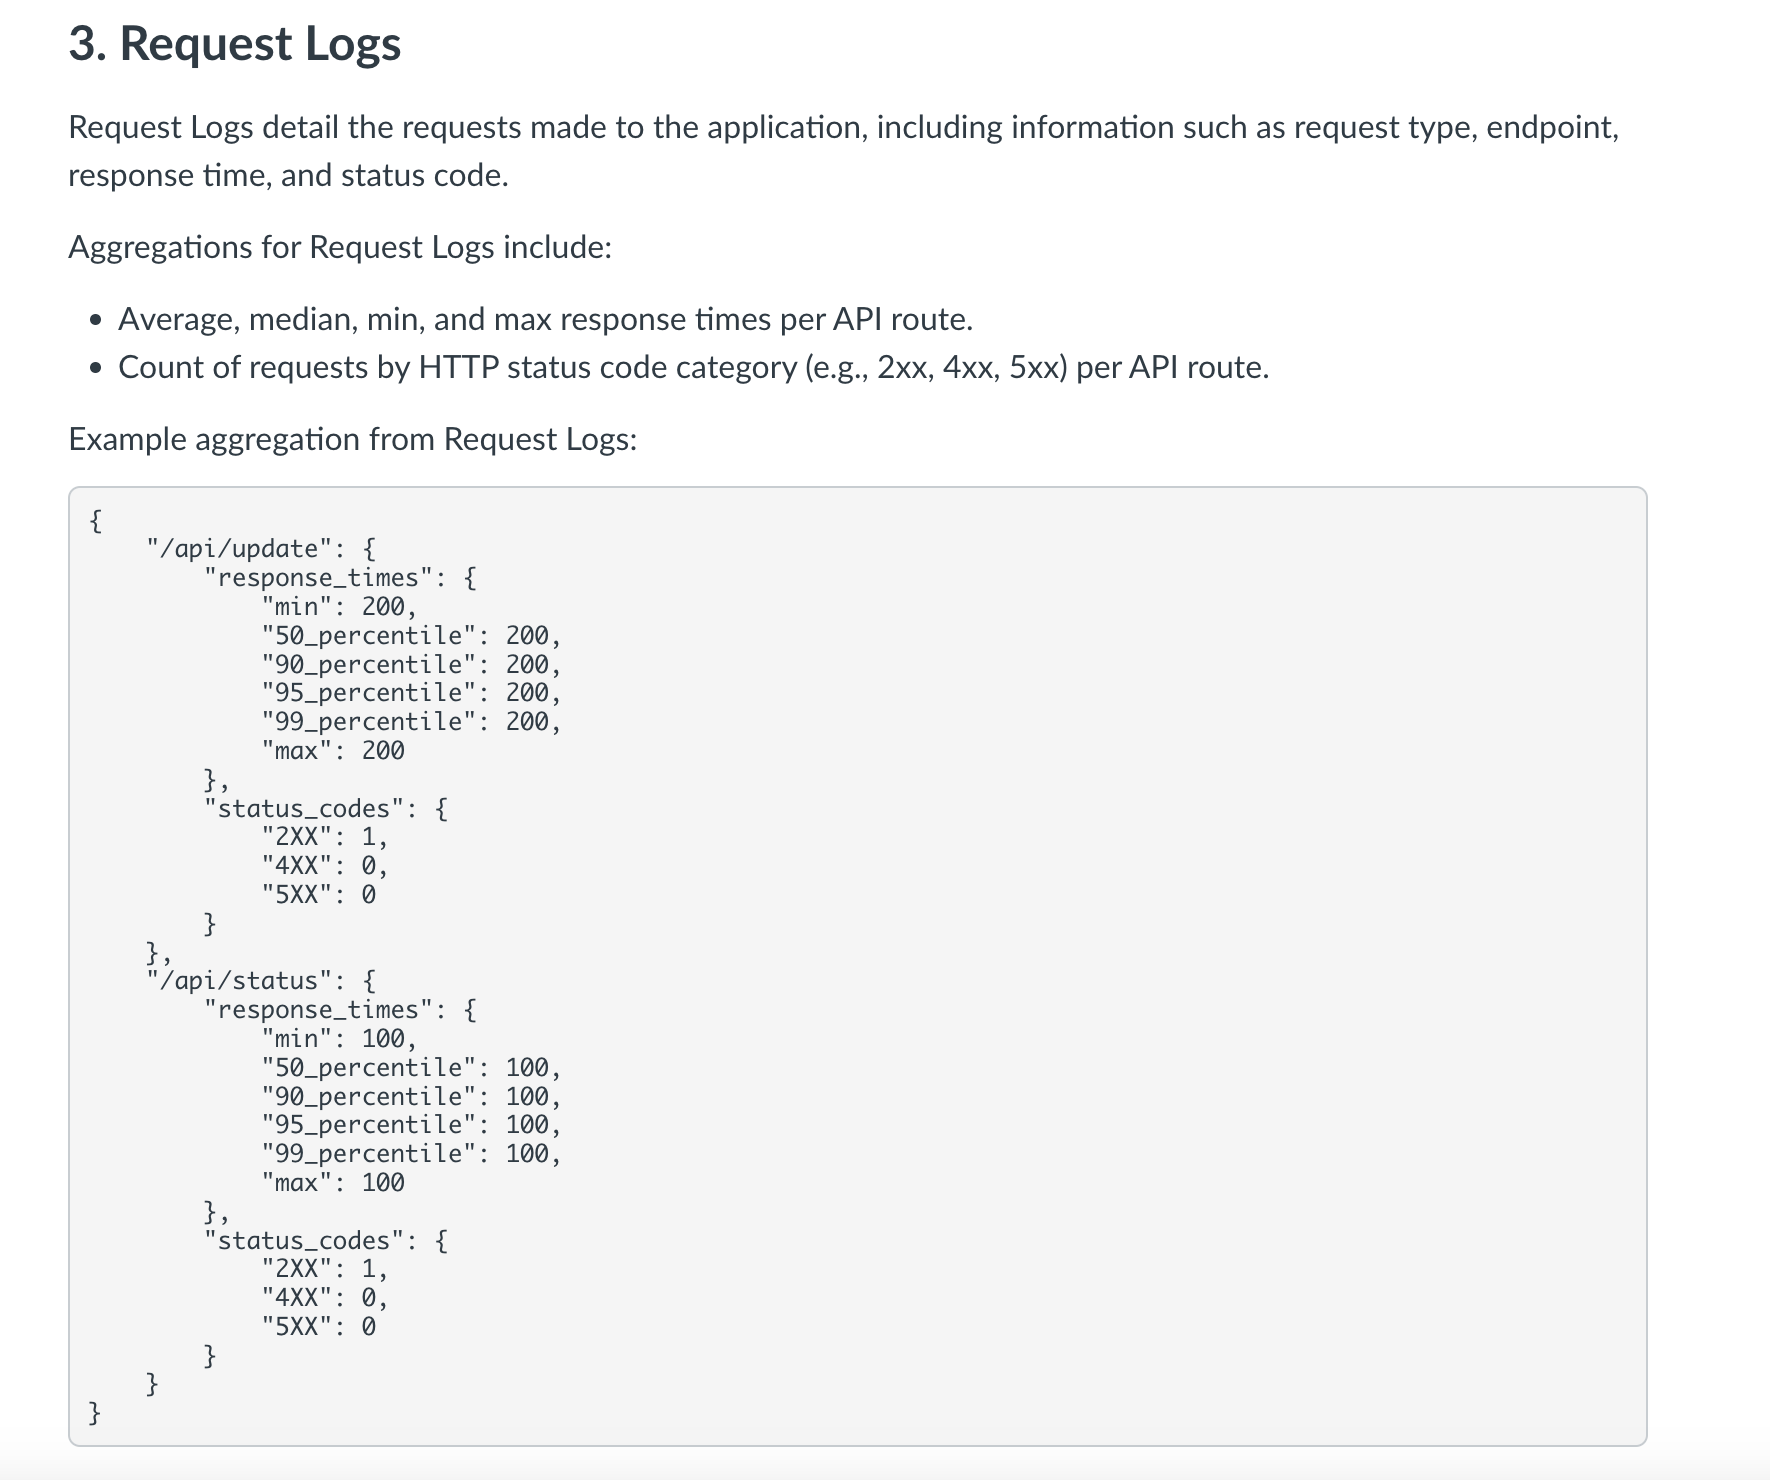 3. Request Logs
Request Logs detail the requests made to the application, including information such as request type, endpoint,
response time, and status code.
Aggregations for Request Logs include:
• Average, median, min, and max response times per API route.
• Count of requests by HTTP status code category (e.g., 2xx, 4xx, 5xx) per API route.
Example aggregation from Request Logs:
{
    "/api/update": {
        "response_times": {
            "min": 200,
            "50_percentile": 200,
            "90_percentile": 200,
            "95_percentile": 200,
            "99_percentile": 200,
            "max": 200
        },
        "status_codes": {
            "2XX": 1,
            "4XX": 0,
            "5XX": 0
        }
    },
    "/api/status": {
        "response_times": {
            "min": 100,
            "50_percentile": 100,
            "90_percentile": 100,
            "95_percentile": 100,
            "99_percentile": 100,
            "max": 100
        },
        "status_codes": {
            "2XX": 1,
            "4XX": 0,
            "5XX": 0
        }
    }
}